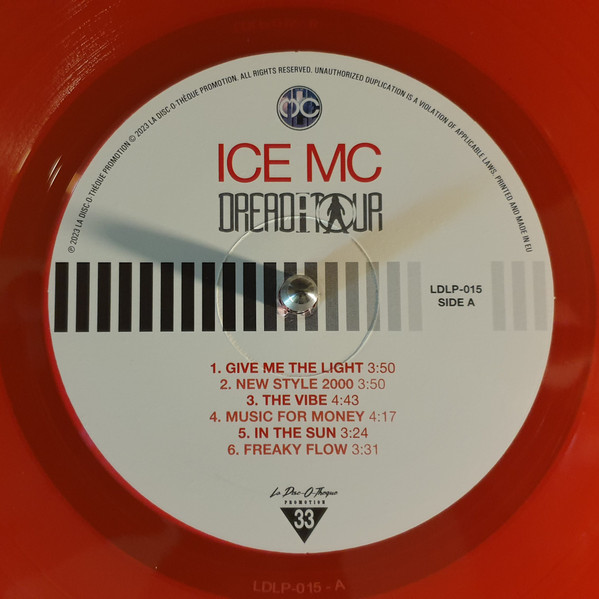 ℗ 2023 LA DISC-O-THÈQUE PROMOTION © 2023 LA DISC-O-THÈQUE PROMOTION. ALL RIGHTS RESERVED. UNAUTHORIZED DUPLICATION IS A VIOLATION OF APPLICABLE LAWS. PRINTED AND MADE IN EU
dc
ICE MC
DREADATOUR
LDLP-015
SIDE A
1. GIVE ME THE LIGHT 3:50
2. NEW STYLE 2000 3:50
3. THE VIBE 4:43
4. MUSIC FOR MONEY 4:17
5. IN THE SUN 3:24
6. FREAKY FLOW 3:31
La Disc-O-Thèque
PROMOTION
33
LDLP-015 - A